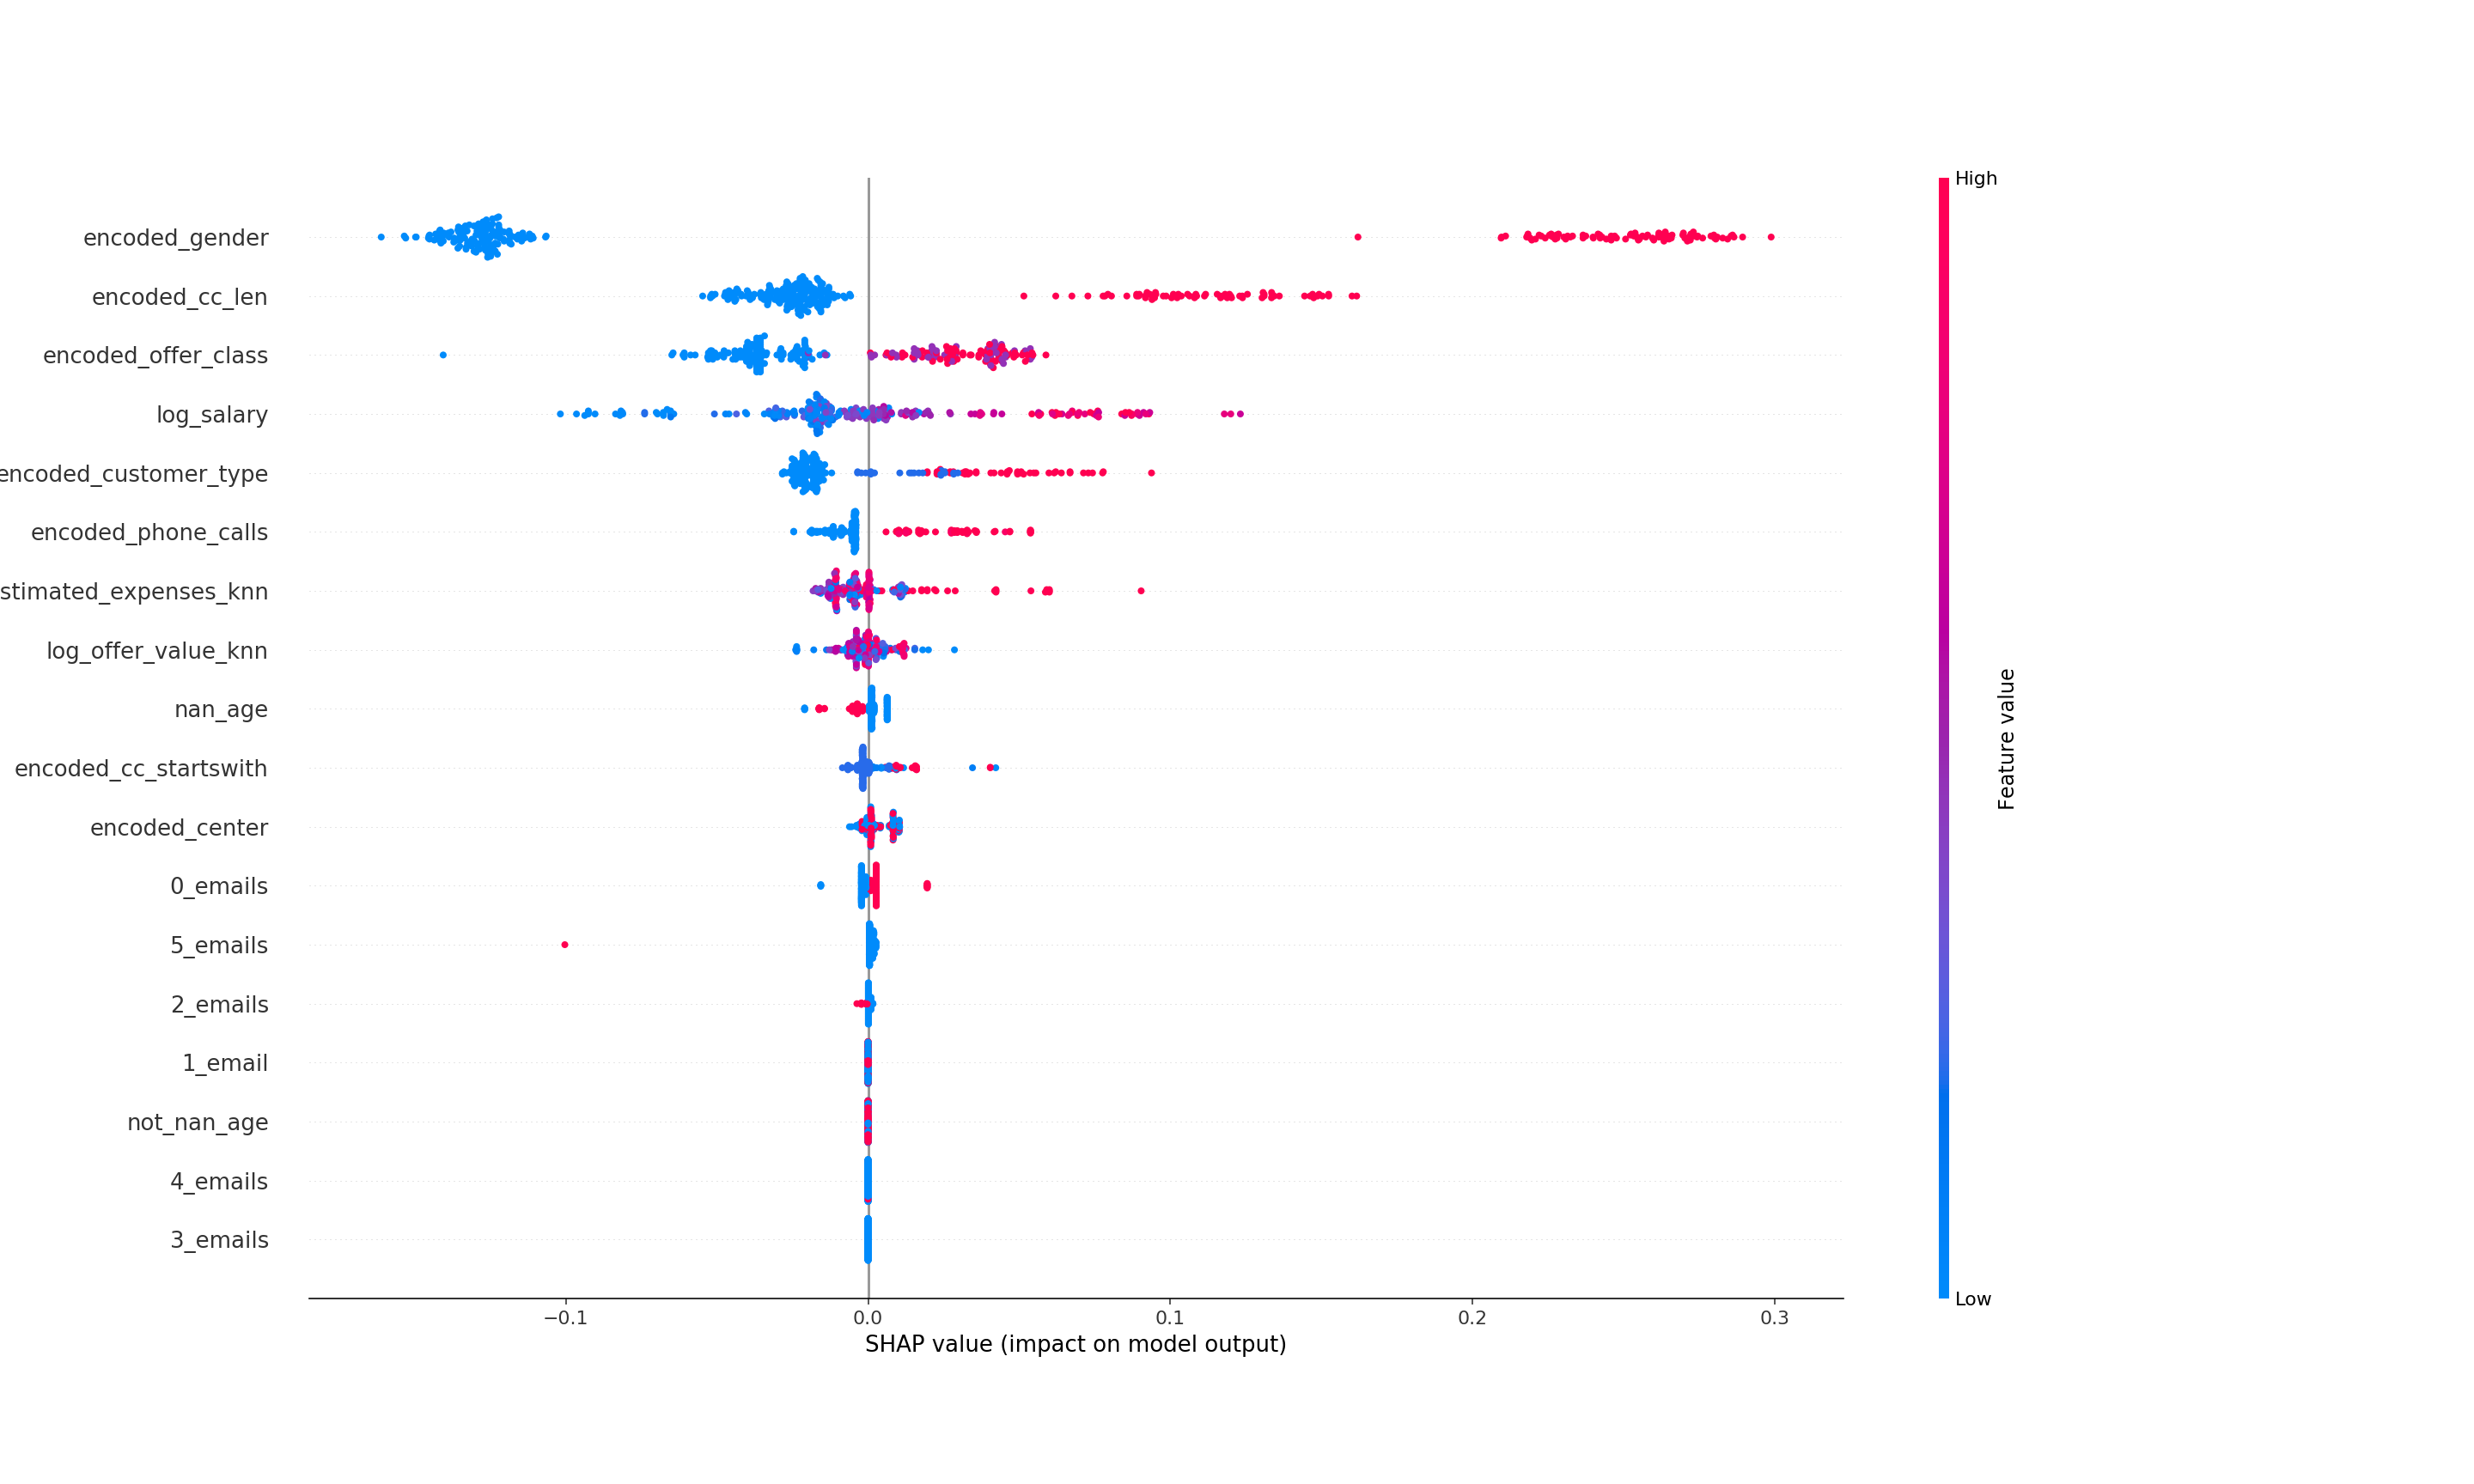 High
encoded_gender
encoded_cc_len
encoded_offer_class
log_salary
encoded_customer_type
encoded_phone_calls
stimated_expenses_knn
log_offer_value_knn
nan_age
encoded_cc_startswith
encoded_center
0_emails
5_emails
2_emails
1_email
not_nan_age
4_emails
3_emails
Feature value
Low
−0.1 0.0 0.1 0.2 0.3
SHAP value (impact on model output)